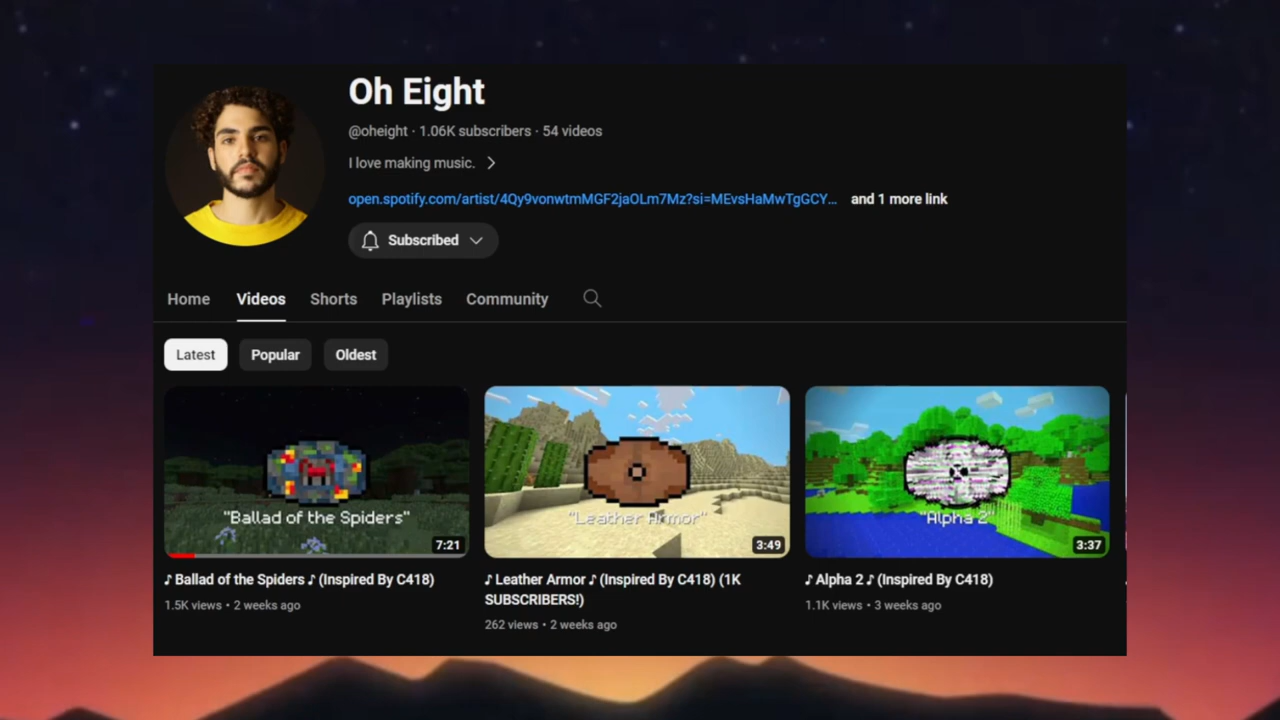 Oh Eight
@oheight · 1.06K subscribers · 54 videos
I love making music.
open.spotify.com/artist/4Qy9vonwtmMGF2jaOLm7Mz?si=MEvsHaMwTgGCY... and 1 more link
Subscribed
Home Videos Shorts Playlists Community
Latest Popular Oldest
"Ballad of the Spiders" "Leather Armor" "Alpha 2"
7:21 3:49 3:37
♪ Ballad of the Spiders ♪ (Inspired By C418) ♪ Leather Armor ♪ (Inspired By C418) (1K ♪ Alpha 2 ♪ (Inspired By C418)
1.5K views • 2 weeks ago SUBSCRIBERS!) 1.1K views • 3 weeks ago
262 views • 2 weeks ago